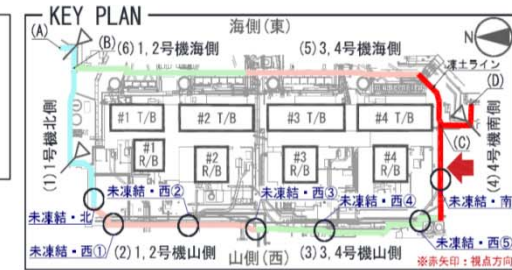 KEY PLAN
海側(東)
N
(A)
(B)
(6)1,2号機海側
(5)3,4号機海側
凍土ライン
(D)
#1 T/B
#2 T/B
#3 T/B
#4 T/B
(1)1号機北側
(C)
(4)4号機南側
#1
R/B
#2
R/B
#3
R/B
#4
R/B
未凍結・北
未凍結・西②
未凍結・西③
未凍結・西④
未凍結・南
未凍結・西①
(2)1,2号機山側
(3)3,4号機山側
未凍結・西⑤
山側(西)
※赤矢印:視点方向